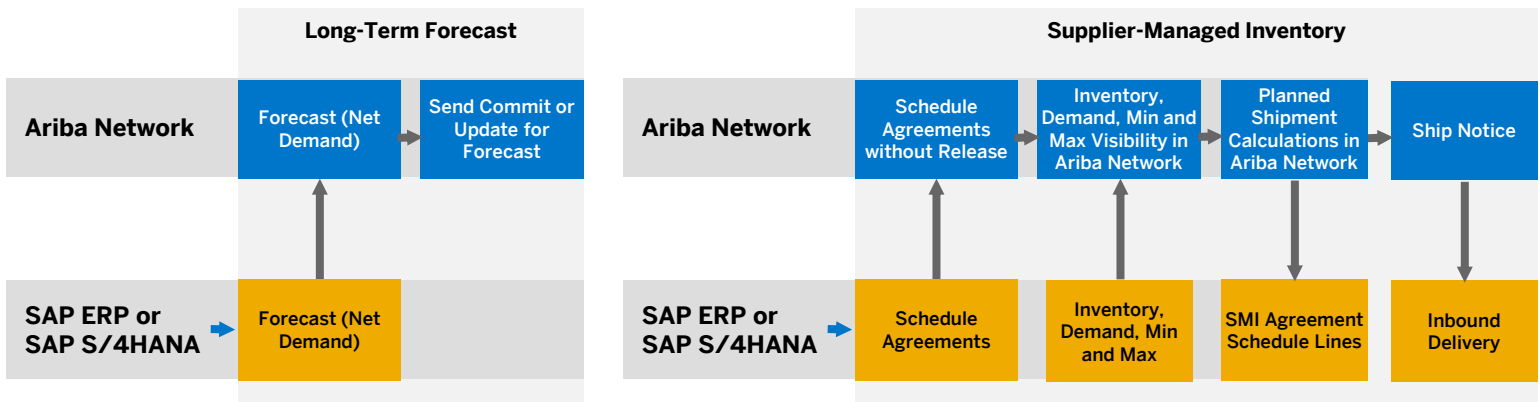 Long-Term Forecast
Ariba Network
Forecast (Net
Demand)
Send Commit or
Update for
Forecast
SAP ERP or
SAP S/4HANA
Forecast (Net
Demand)
Supplier-Managed Inventory
Ariba Network
Schedule
Agreements
without Release
Inventory,
Demand, Min and
Max Visibility in
Ariba Network
Planned
Shipment
Calculations in
Ariba Network
Ship Notice
SAP ERP or
SAP S/4HANA
Schedule
Agreements
Inventory,
Demand, Min
and Max
SMI Agreement
Schedule Lines
Inbound
Delivery